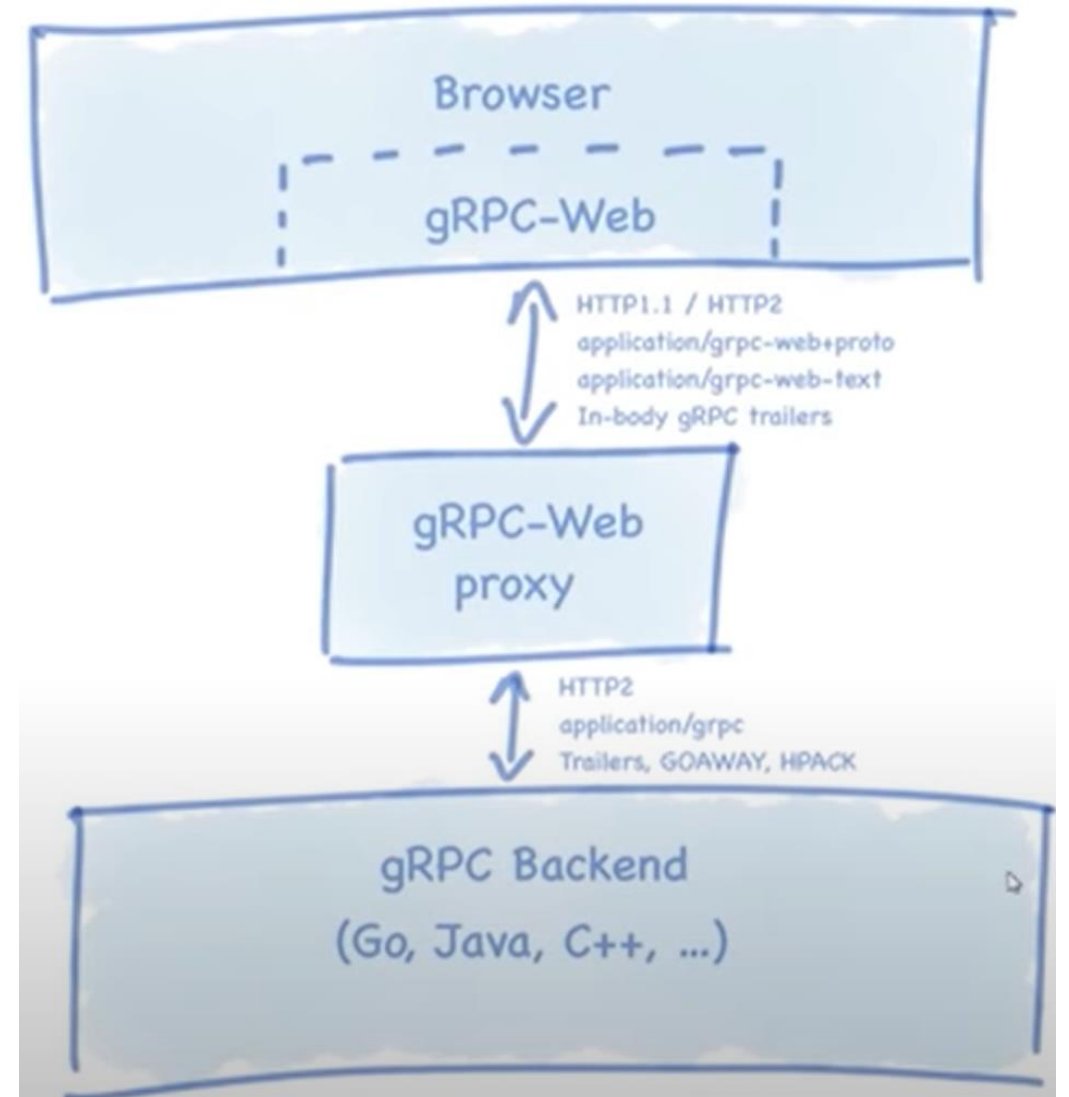 Browser
gRPC-Web
HTTP1.1 / HTTP2
application/grpc-web+proto
application/grpc-web-text
In-body gRPC trailers
gRPC-Web
proxy
HTTP2
application/grpc
Trailers, GOAWAY, HPACK
gRPC Backend
(Go, Java, C++, ...)